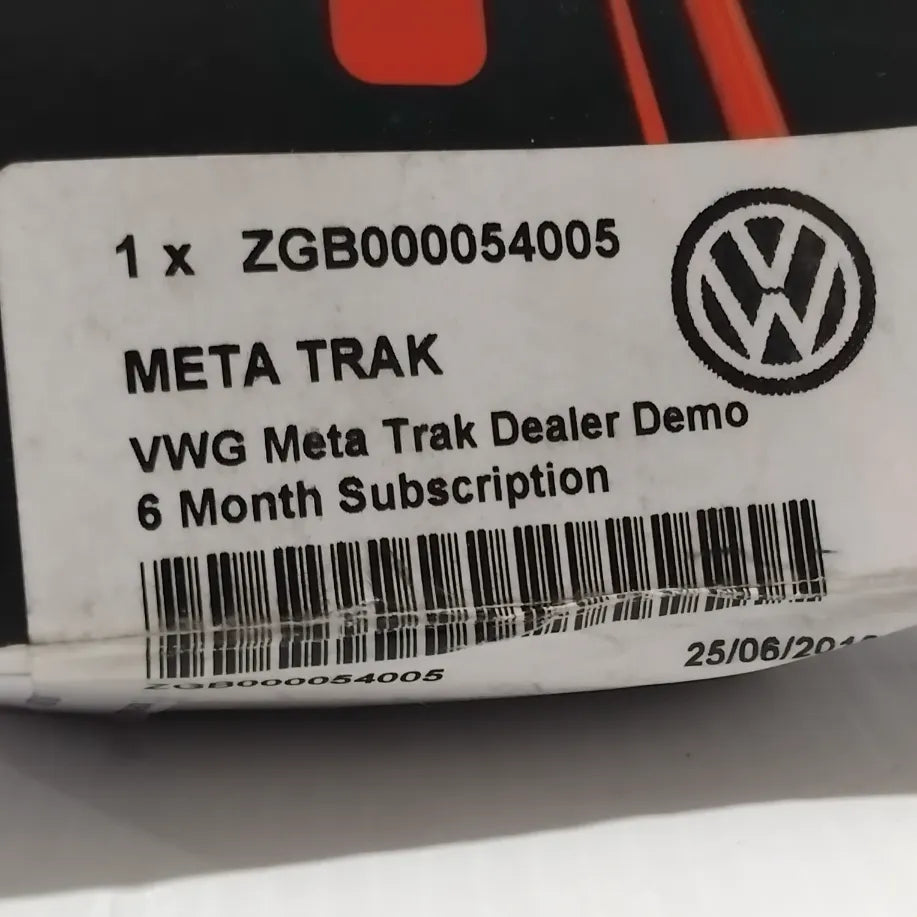 1 x ZGB000054005
META TRAK
VWG Meta Trak Dealer Demo
6 Month Subscription
ZGB000054005